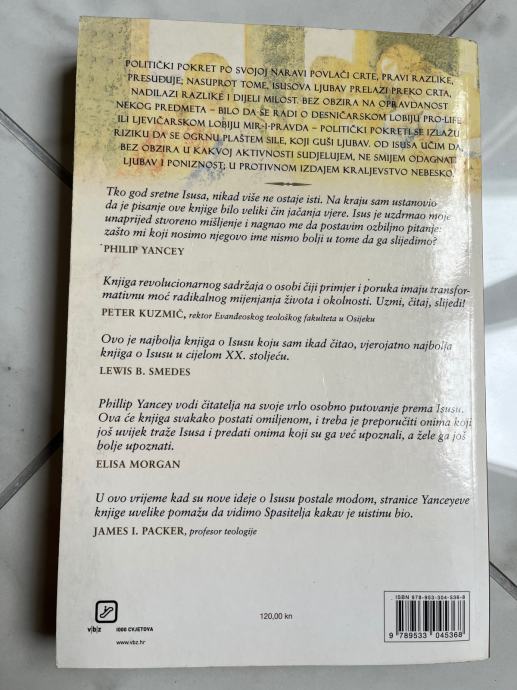 POLITIČKI POKRET PO SVOJOJ NARAVI POVLAČI CRTE, PRAVI RAZLIKE,
PRESUĐUJE; NASUPROT TOME, ISUSOVA LJUBAV PRELAZI PREKO CRTA,
NADILAZI RAZLIKE I DIJELI MILOST. BEZ OBZIRA NA OPRAVDANOST
NEKOG PREDMETA – BILO DA SE RADI O DESNIČARSKOM LOBIJU PRO-LIFE
ILI LJEVIČARSKOM LOBIJU MIR-I-PRAVDA – POLITIČKI POKRETI SE IZLAŽU
RIZIKU DA SE OGRNU PLAŠTEM SILE, KOJI GUŠI LJUBAV. OD ISUSA UČIM DA,
BEZ OBZIRA U KAKVOJ AKTIVNOSTI SUDJELUJEM, NE SMIJEM ODAGNATI
LJUBAV I PONIZNOST; U PROTIVNOM IZDAJEM KRALJEVSTVO NEBESKO.
Tko god sretne Isusa, nikad više ne ostaje isti. Na kraju sam ustanovio
da je pisanje ove knjige bilo veliki čin jačanja vjere. Isus je uzdrmao moje
unaprijed stvoreno mišljenje i nagnao me da postavim ozbiljno pitanje:
zašto mi koji nosimo njegovo ime nismo bolji u tome da ga slijedimo?
PHILIP YANCEY
Knjiga revolucionarnog sadržaja o osobi čiji primjer i poruka imaju transfor-
mativnu moć radikalnog mijenjanja života i okolnosti. Uzmi, čitaj, slijedi!
PETER KUZMIČ, rektor Evanđeoskog teološkog fakulteta u Osijeku
Ovo je najbolja knjiga o Isusu koju sam ikad čitao, vjerojatno najbolja
knjiga o Isusu u cijelom XX. stoljeću.
LEWIS B. SMEDES
Phillip Yancey vodi čitatelja na svoje vrlo osobno putovanje prema Isusu.
Ova će knjiga svakako postati omiljenom, i treba je preporučiti onima koji
još uvijek traže Isusa i predati onima koji su ga već upoznali, a žele ga još
bolje upoznati.
ELISA MORGAN
U ovo vrijeme kad su nove ideje o Isusu postale modom, stranice Yanceyeve
knjige uvelike pomažu da vidimo Spasitelja kakav je uistinu bio.
JAMES I. PACKER, profesor teologije
ISBN 978-953-304-536-8
9 789533 045368
120,00 kn
v|b|z
1000 CVJETOVA
www.vbz.hr